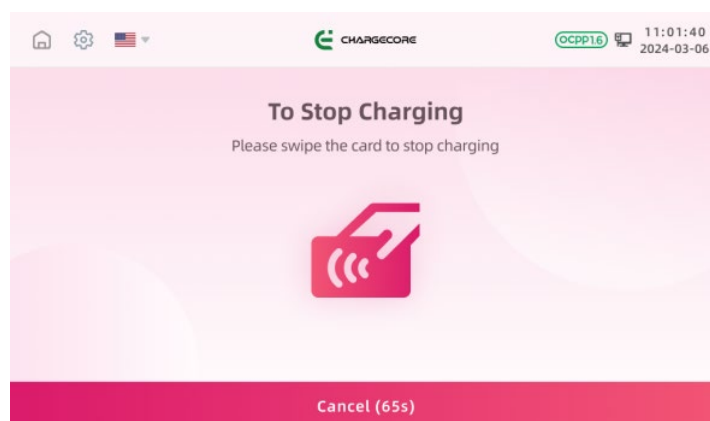 CHARGECORE
OCPP1.6
11:01:40
2024-03-06
To Stop Charging
Please swipe the card to stop charging
Cancel (65s)